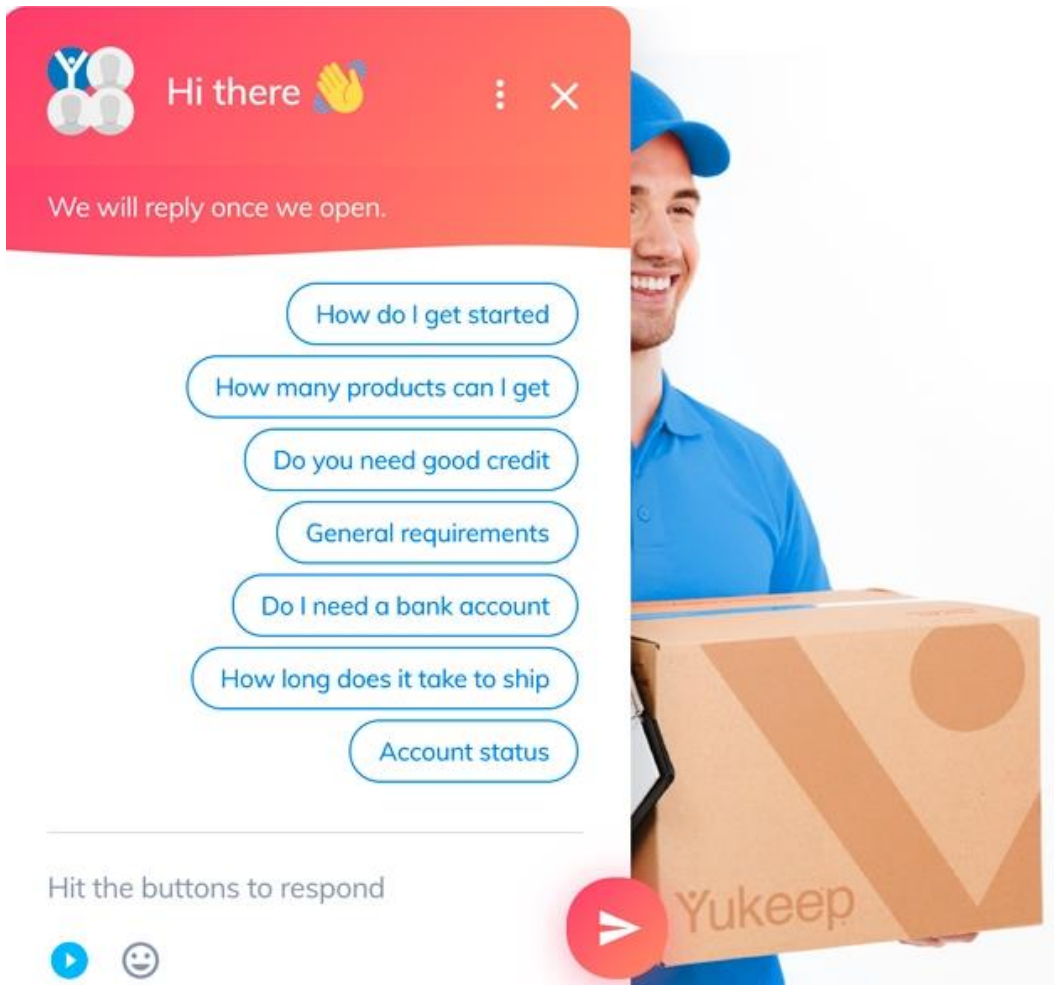 Hi there 👋
We will reply once we open.
How do I get started
How many products can I get
Do you need good credit
General requirements
Do I need a bank account
How long does it take to ship
Account status
Hit the buttons to respond
Yukeep